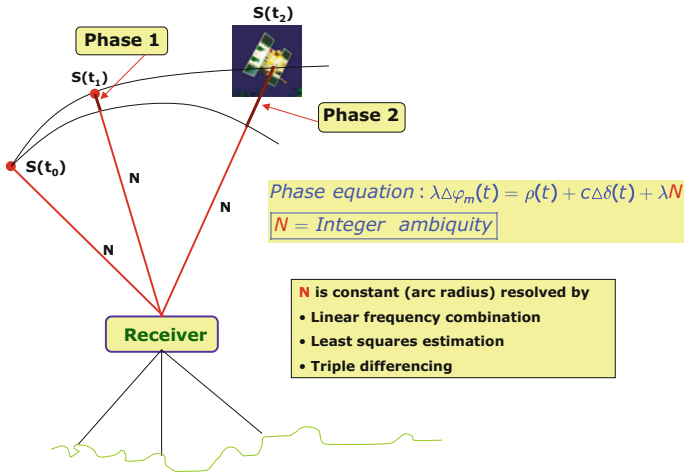 S(t₂)
Phase 1
S(t₁)
Phase 2
S(t₀)
N
N
N
Phase equation : λΔφₘ(t) = ρ(t) + cΔδ(t) + λN
N = Integer ambiquity
N is constant (arc radius) resolved by
• Linear frequency combination
• Least squares estimation
• Triple differencing
Receiver